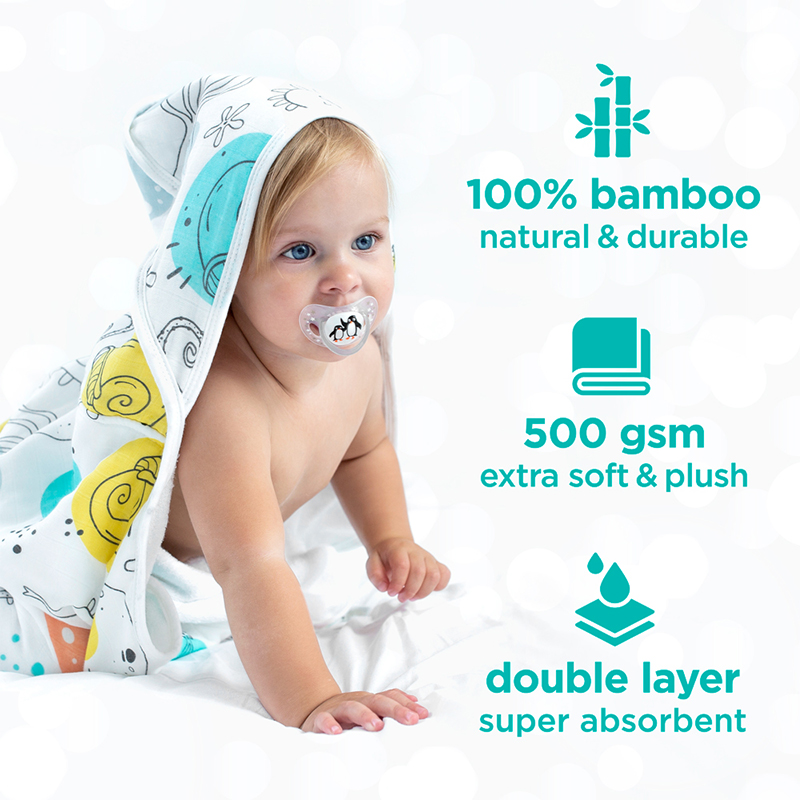 100% bamboo
natural & durable
500 gsm
extra soft & plush
double layer
super absorbent